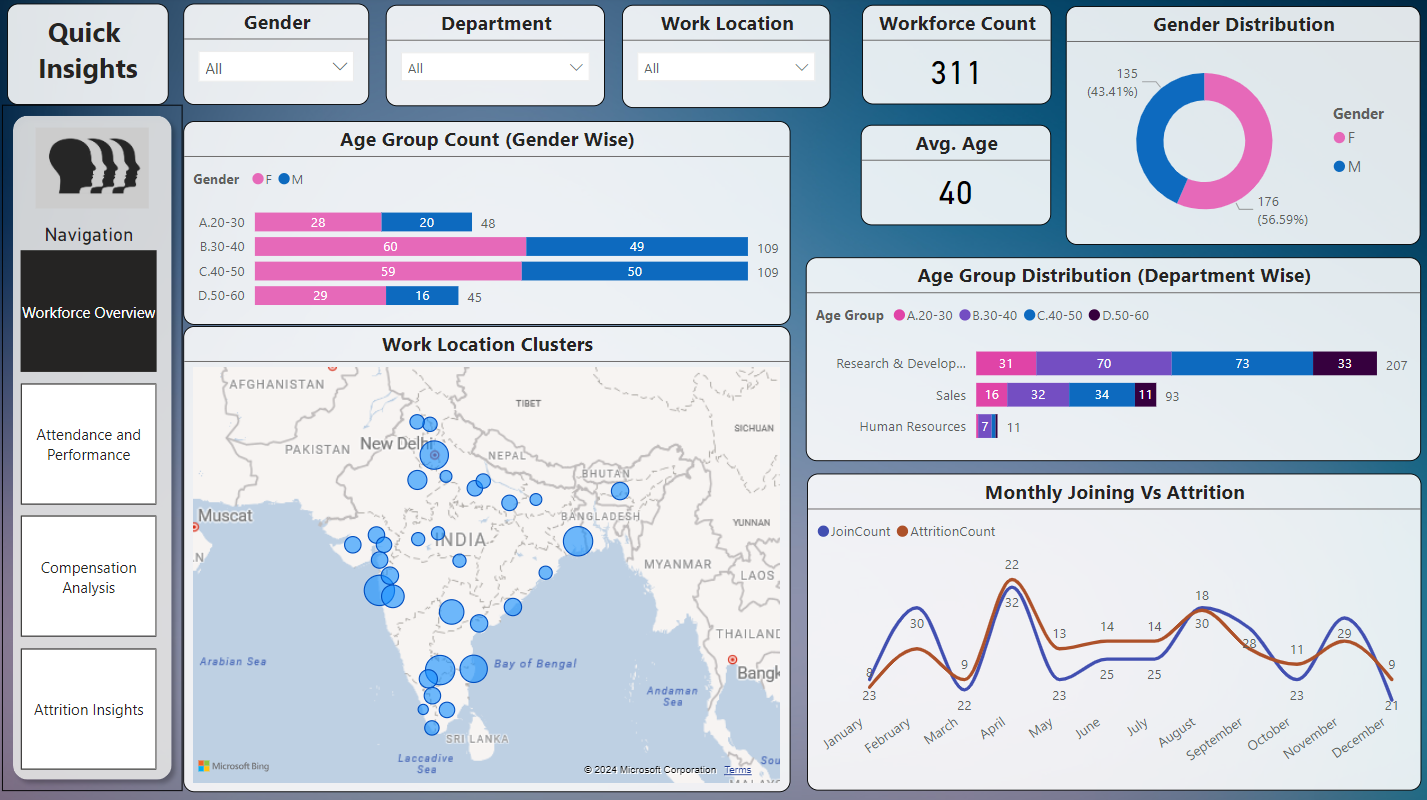 Quick
Insights
Gender
All
Department
All
Work Location
All
Workforce Count
311
Avg. Age
40
Gender Distribution
135
(43.41%)
176
(56.59%)
Gender
F
M
Navigation
Workforce Overview
Attendance and
Performance
Compensation
Analysis
Attrition Insights
Age Group Count (Gender Wise)
Gender F M
A.20-30 28 20 48
B.30-40 60 49 109
C.40-50 59 50 109
D.50-60 29 16 45
Work Location Clusters
AFGHANISTAN
TIBET
SICHUAN
New Delhi
PAKISTAN
NEPAL
BHUTAN
Muscat
BANGLADESH
YUNNAN
INDIA
MYANMAR
LAOS
THAILAND
Arabian Sea
Bay of Bengal
Bangk
Andaman
Sea
SRI LANKA
Laccadive
Sea
Sou
MALAYS
Microsoft Bing
© 2024 Microsoft Corporation Terms
Age Group Distribution (Department Wise)
Age Group A.20-30 B.30-40 C.40-50 D.50-60
Research & Develop... 31 70 73 33 207
Sales 16 32 34 11 93
Human Resources 7 11
Monthly Joining Vs Attrition
JoinCount AttritionCount
22
32
18
30
30
13
14
14
28
29
11
8
9
9
23
22
23
25
25
23
21
January
February
March
April
May
June
July
August
September
October
November
December